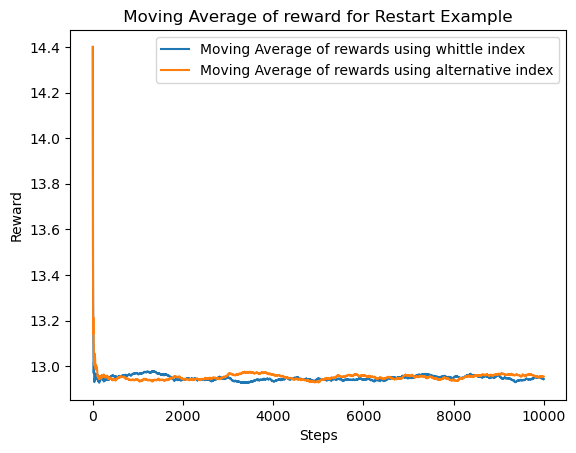 Moving Average of reward for Restart Example
Moving Average of rewards using whittle index
Moving Average of rewards using alternative index
14.4
14.2
14.0
13.8
13.6
13.4
13.2
13.0
Reward
0 2000 4000 6000 8000 10000
Steps